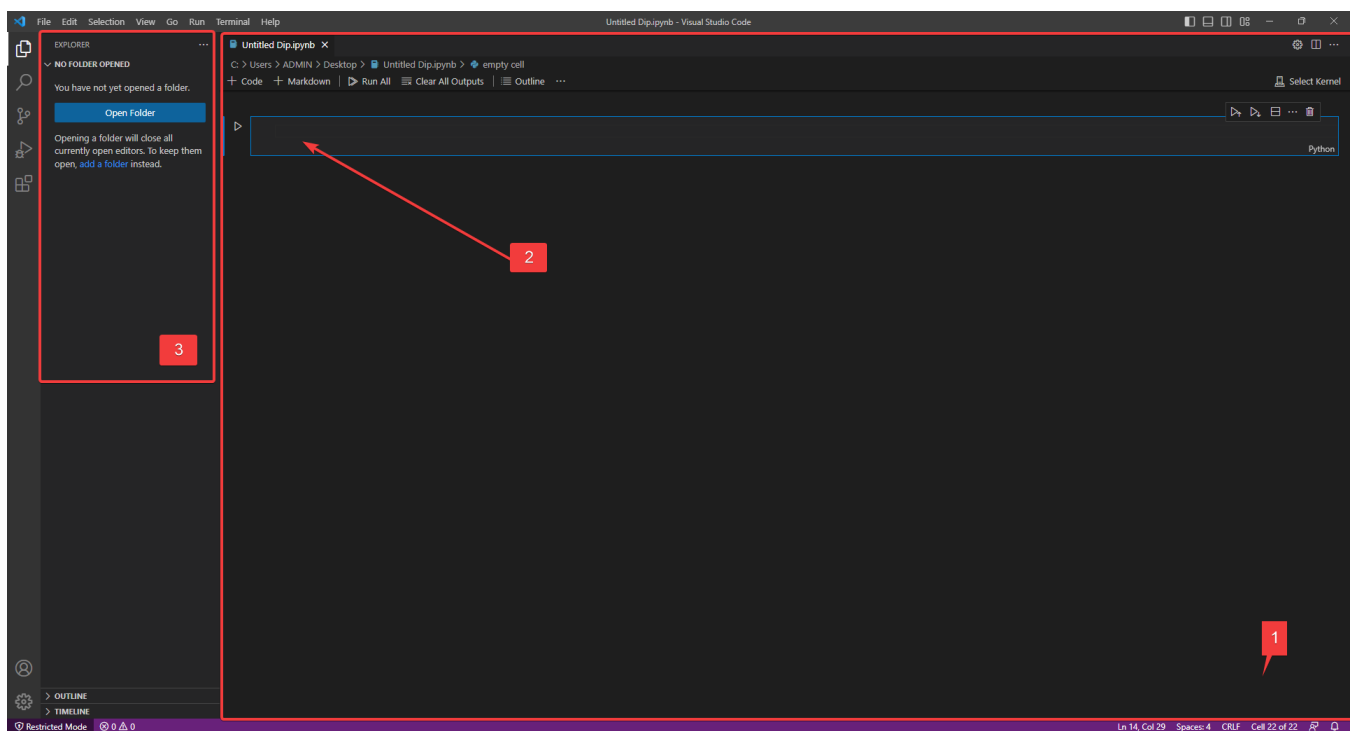 File Edit Selection View Go Run Terminal Help Untitled Dip.ipynb - Visual Studio Code
EXPLORER ···
Untitled Dip.ipynb
NO FOLDER OPENED
C: > Users > ADMIN > Desktop > Untitled Dip.ipynb > empty cell
+ Code + Markdown | Run All Clear All Outputs | Outline ··· Select Kernel
You have not yet opened a folder.
Open Folder
Opening a folder will close all
currently open editors. To keep them
open, add a folder instead.
Python
2
3
1
> OUTLINE
> TIMELINE
Restricted Mode 0 0 Ln 14, Col 29 Spaces: 4 CRLF Cell 22 of 22